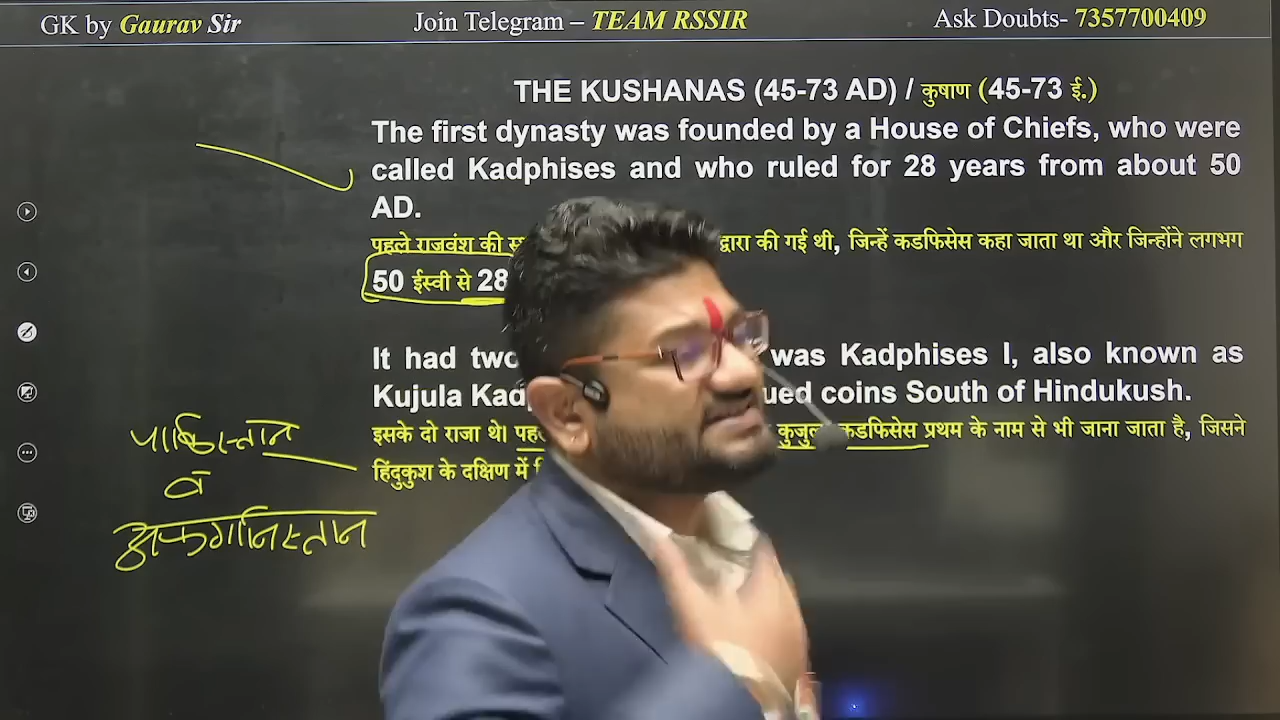 GK by Gaurav Sir
Join Telegram – TEAM RSSIR
Ask Doubts- 7357700409
THE KUSHANAS (45-73 AD) / कुषाण (45-73 ई.)
The first dynasty was founded by a House of Chiefs, who were
called Kadphises and who ruled for 28 years from about 50
AD.
पहले राजवंश की द्वारा की गई थी, जिन्हें कडफिसेस कहा जाता था और जिन्होंने लगभग
50 ईस्वी से 28
It had two was Kadphises I, also known as
Kujula coins South of Hindukush.
इसके दो राजा थे। कडफिसेस प्रथम के नाम से भी जाना जाता है, जिसने
हिंदुकुश के दक्षिण में
पाकिस्तान
व
अफगानिस्तान